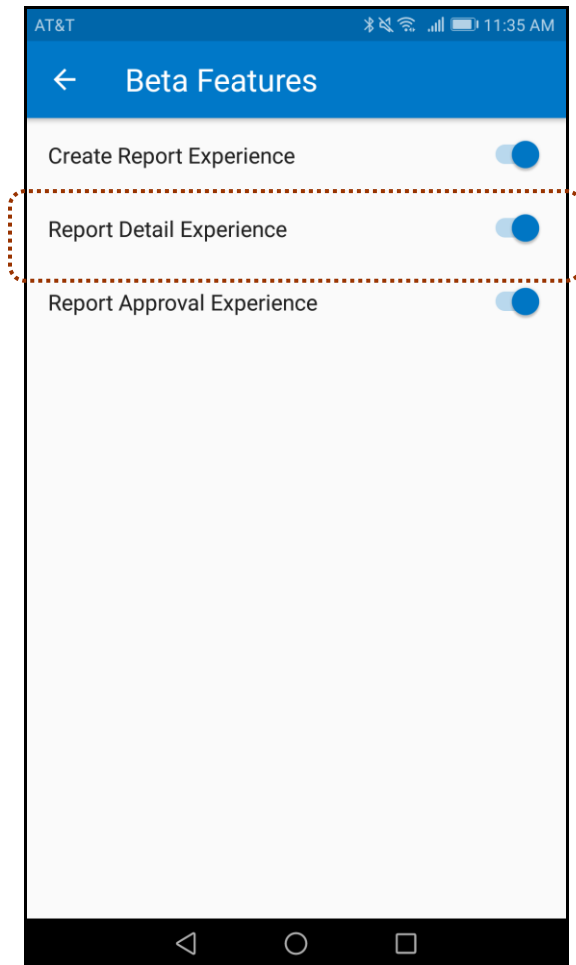 AT&T 11:35 AM
Beta Features
Create Report Experience
Report Detail Experience
Report Approval Experience